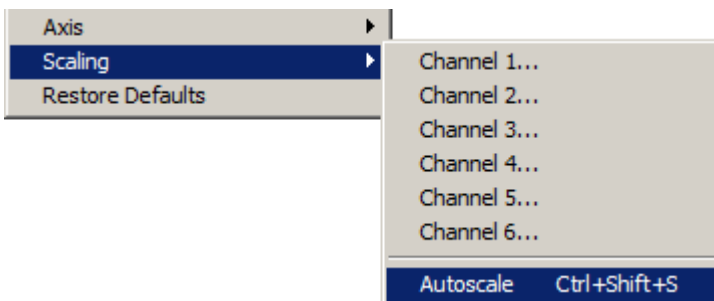 Axis
Scaling
Restore Defaults
Channel 1...
Channel 2...
Channel 3...
Channel 4...
Channel 5...
Channel 6...
Autoscale Ctrl+Shift+S